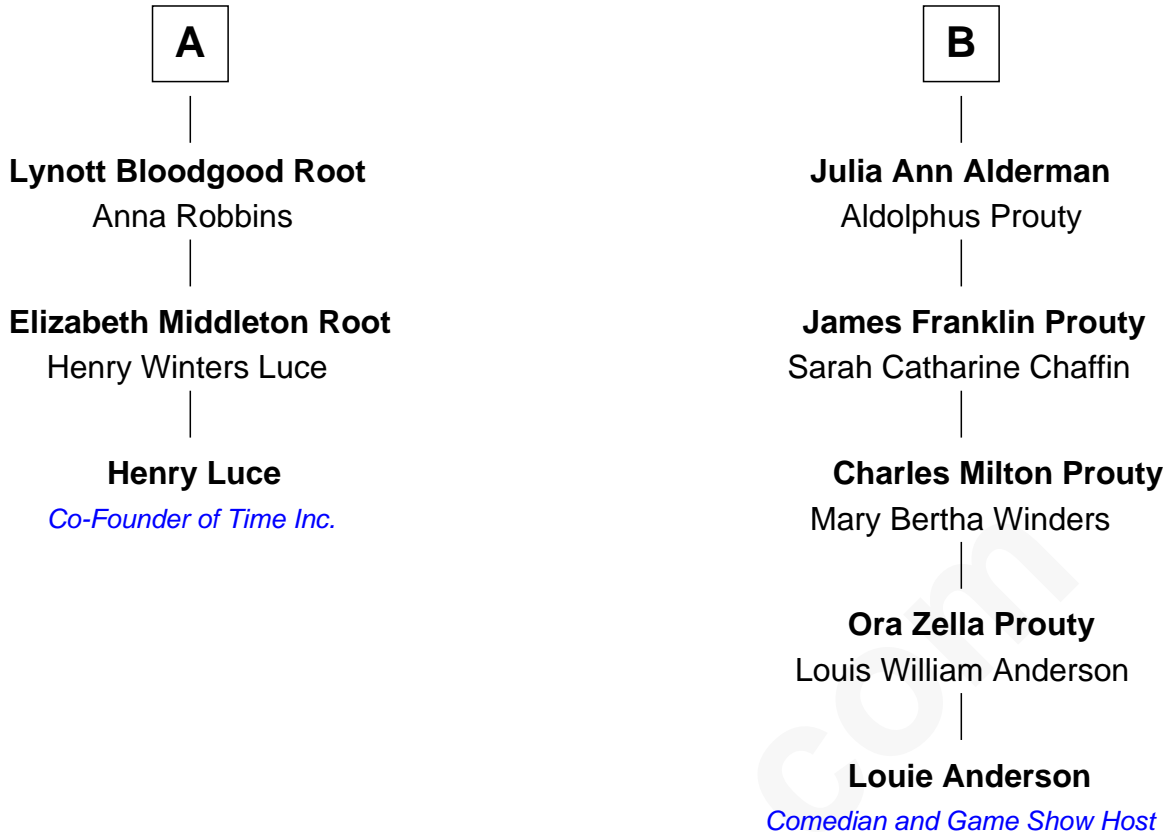 A
Lynott Bloodgood Root
Anna Robbins
Elizabeth Middleton Root
Henry Winters Luce
Henry Luce
Co-Founder of Time Inc.
B
Julia Ann Alderman
Aldolphus Prouty
James Franklin Prouty
Sarah Catharine Chaffin
Charles Milton Prouty
Mary Bertha Winders
Ora Zella Prouty
Louis William Anderson
Louie Anderson
Comedian and Game Show Host
com